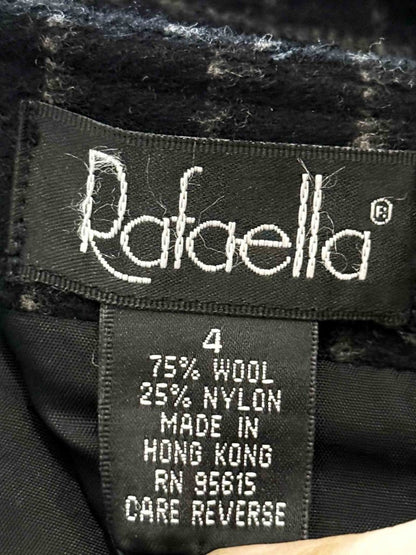 Rafaella®
4
75% WOOL
25% NYLON
MADE IN
HONG KONG
RN 95615
CARE REVERSE